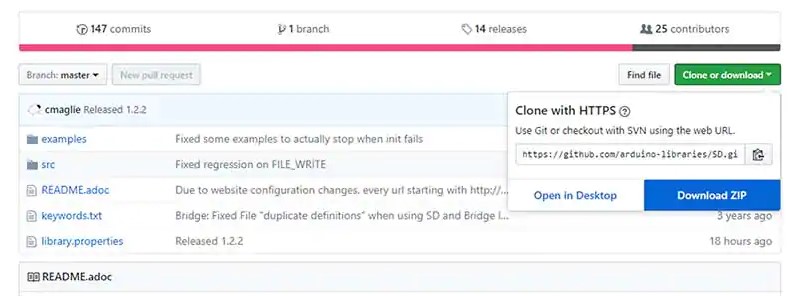 147 commits 1 branch 14 releases 25 contributors
Branch: master New pull request Find file Clone or download
cmaglie Released 1.2.2
Clone with HTTPS
Use Git or checkout with SVN using the web URL.
https://github.com/arduino-libraries/SD.gi
Open in Desktop Download ZIP
examples Fixed some examples to actually stop when init fails
src Fixed regression on FILE_WRITE
README.adoc Due to website configuration changes. every url starting with http://...
keywords.txt Bridge: Fixed File "duplicate definitions" when using SD and Bridge l... 3 years ago
library.properties Released 1.2.2 18 hours ago
README.adoc